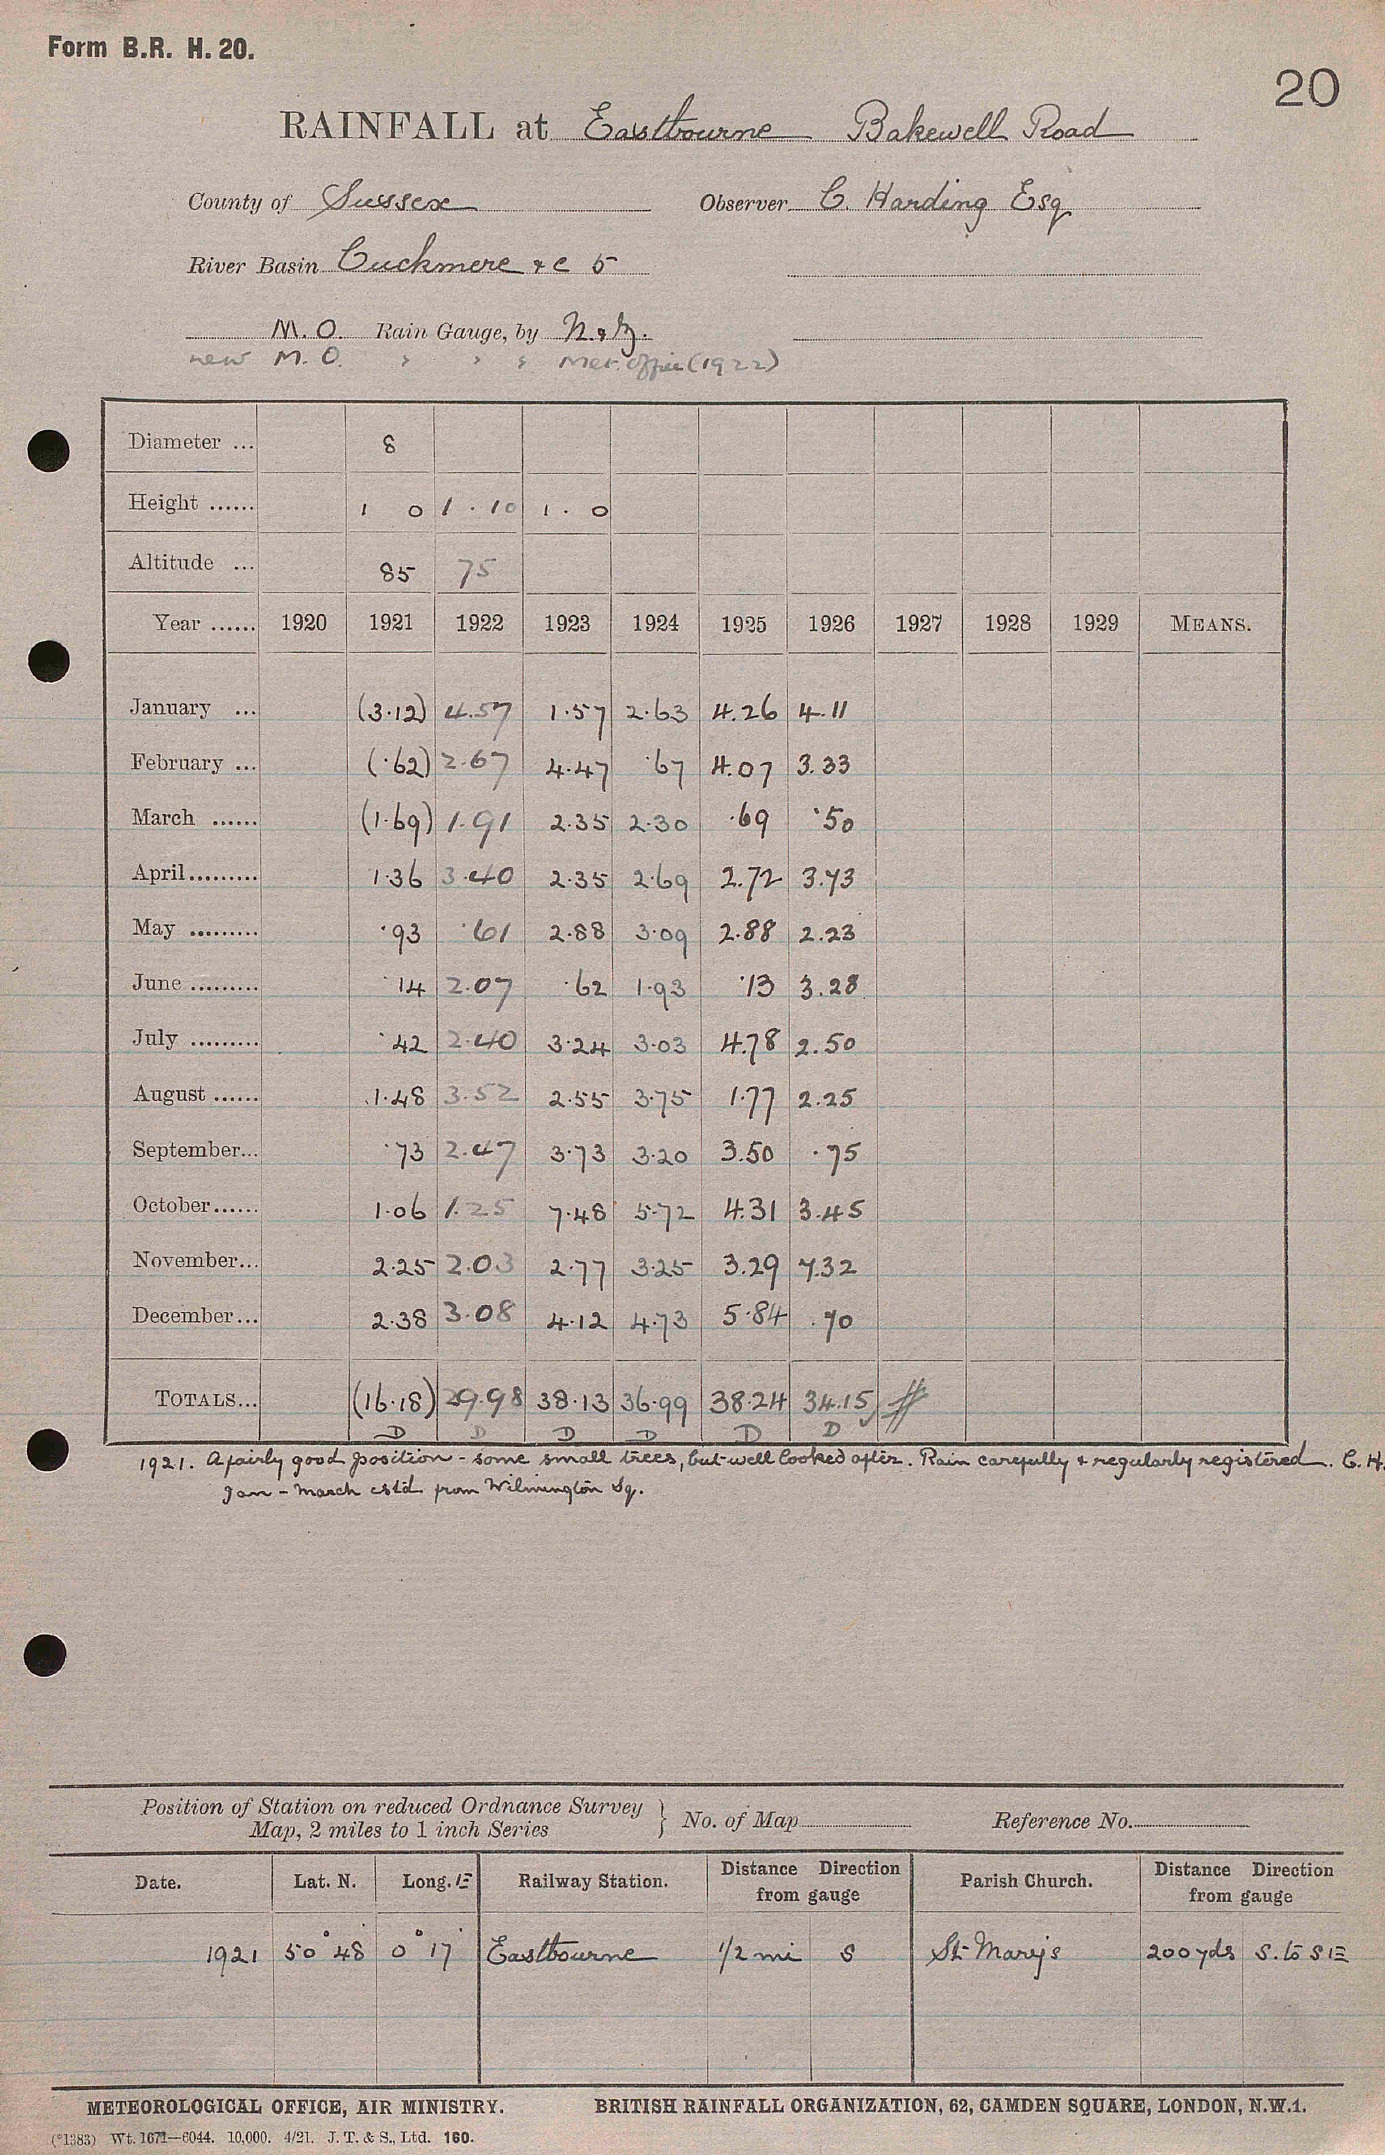 Form B.R. H. 20.
20
RAINFALL at Eastbourne Bakewell Road
County of Sussex Observer C. Harding Esq
River Basin Cuckmere &c 5
M.O. Rain Gauge, by N. & Z.
new M.O. " " " Met. Office (1922)
Diameter ... 8
Height ...... 1 0 1 . 10 1 . 0
Altitude ... 85 75
Year ...... 1920 1921 1922 1923 1924 1925 1926 1927 1928 1929 MEANS.
January ... (3.12) 4.57 1.57 2.63 4.26 4.11
February ... (.62) 2.67 4.47 .67 4.07 3.33
March ...... (1.69) 1.91 2.35 2.30 .69 .50
April......... 1.36 3.40 2.35 2.69 2.72 3.73
May ......... .93 .61 2.88 3.09 2.88 2.23
June ......... .14 2.07 .62 1.93 .13 3.28
July ......... .42 2.40 3.24 3.03 4.78 2.50
August ...... 1.48 3.52 2.55 3.75 1.77 2.25
September... .73 2.47 3.73 3.20 3.50 .75
October...... 1.06 1.25 7.48 5.72 4.31 3.45
November... 2.25 2.03 2.77 3.25 3.29 7.32
December... 2.38 3.08 4.12 4.73 5.84 .70
TOTALS... (16.18) 29.98 38.13 36.99 38.24 34.15
D D D D D D
1921. A fairly good position - some small trees, but well looked after. Rain carefully & regularly registered. C.H.
Jan - March estd from Wilmington Sq.
Position of Station on reduced Ordnance Survey
Map, 2 miles to 1 inch Series } No. of Map Reference No.
Date. Lat. N. Long. E Railway Station. Distance Direction from gauge Parish Church. Distance Direction from gauge
1921 50° 48' 0° 17' Eastbourne 1/2 mi S St Mary's 200 yds S. to SE
METEOROLOGICAL OFFICE, AIR MINISTRY. BRITISH RAINFALL ORGANIZATION, 62, CAMDEN SQUARE, LONDON, N.W.1.
(*1383) Wt. 1671—6044. 10,000. 4/21. J. T. & S., Ltd. 160.